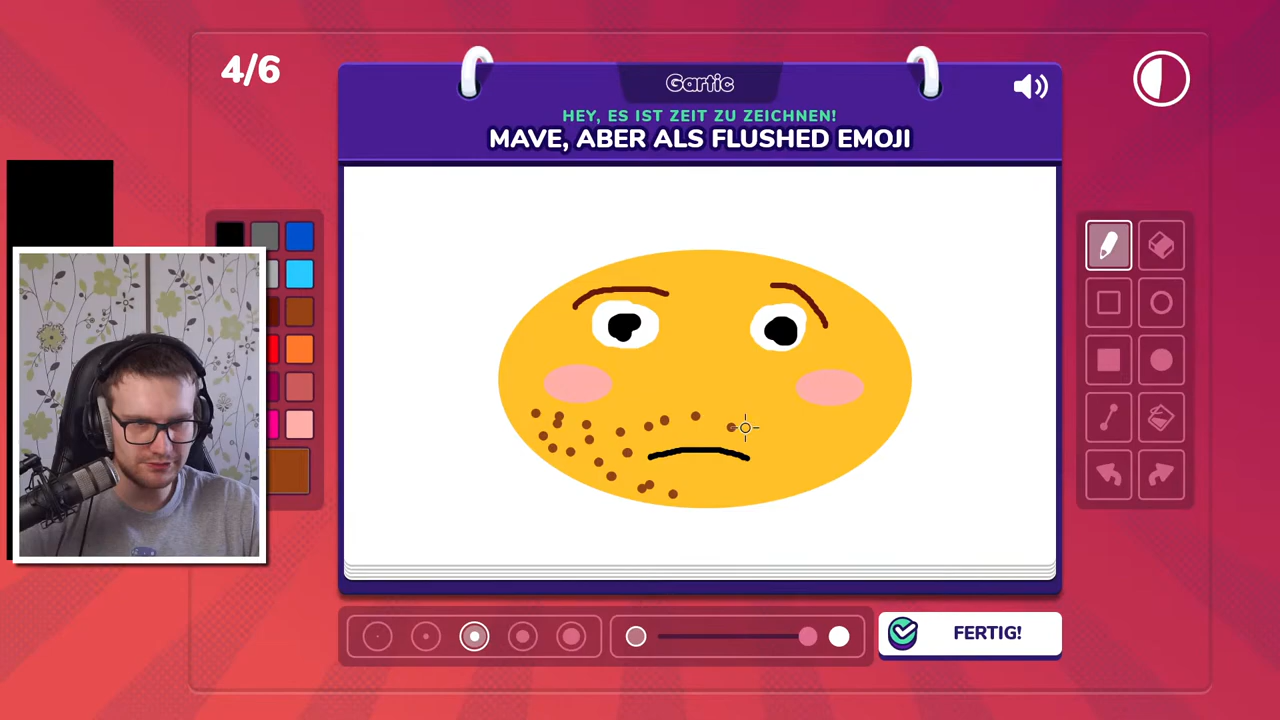 4/6
Gartic
HEY, ES IST ZEIT ZU ZEICHNEN!
MAVE, ABER ALS FLUSHED EMOJI
FERTIG!